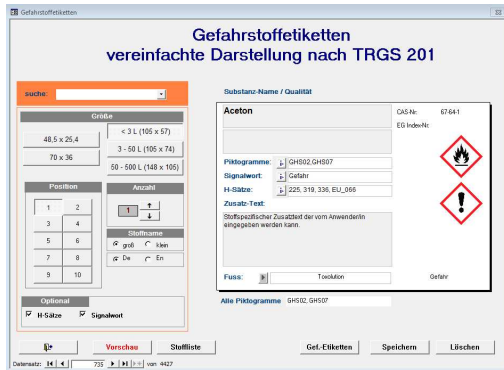 Gefahrstoffetiketten
Gefahrstoffetiketten
vereinfachte Darstellung nach TRGS 201
suche:
Größe
48,5 x 25,4
70 x 36
< 3 L (105 x 57)
3 - 50 L (105 x 74)
50 - 500 L (148 x 105)
Position
1 2
3 4
5 6
7 8
9 10
Anzahl
1
Stoffname
groß klein
De En
Optional
H-Sätze Signalwort
Substanz-Name / Qualität
Aceton
CAS-Nr: 67-64-1
EG Index-Nr:
Piktogramme: GHS02,GHS07
Signalwort: Gefahr
H-Sätze: 225, 319, 336, EU_066
Zusatz-Text:
Stoffspezifischer Zusatztext der vom Anwender/in
eingegeben werden kann.
Fuss: Toxolution
Gefahr
Alle Piktogramme GHS02, GHS07
Vorschau Stoffliste Gef.-Etiketten Speichern Löschen
Datensatz: 735 von 4427